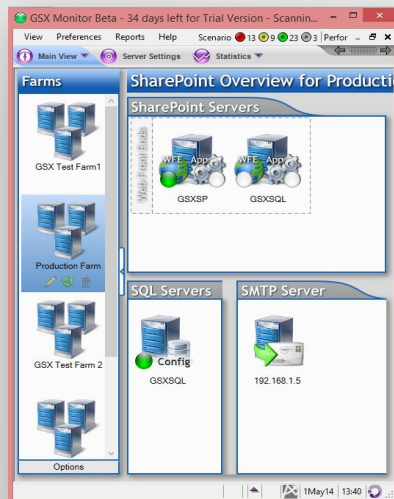 GSX Monitor Beta - 34 days left for Trial Version - Scannin...
View Preferences Reports Help Scenario 13 9 23 3 Perfor
Main View Server Settings Statistics
Farms
GSX Test Farm1
Production Farm
GSX Test Farm 2
Options
SharePoint Overview for Producti
SharePoint Servers
Web Front Ends
WFE App
GSXSP
WFE App
GSXSQL
SQL Servers
Config
GSXSQL
SMTP Server
192.168.1.5
1May14 13:40